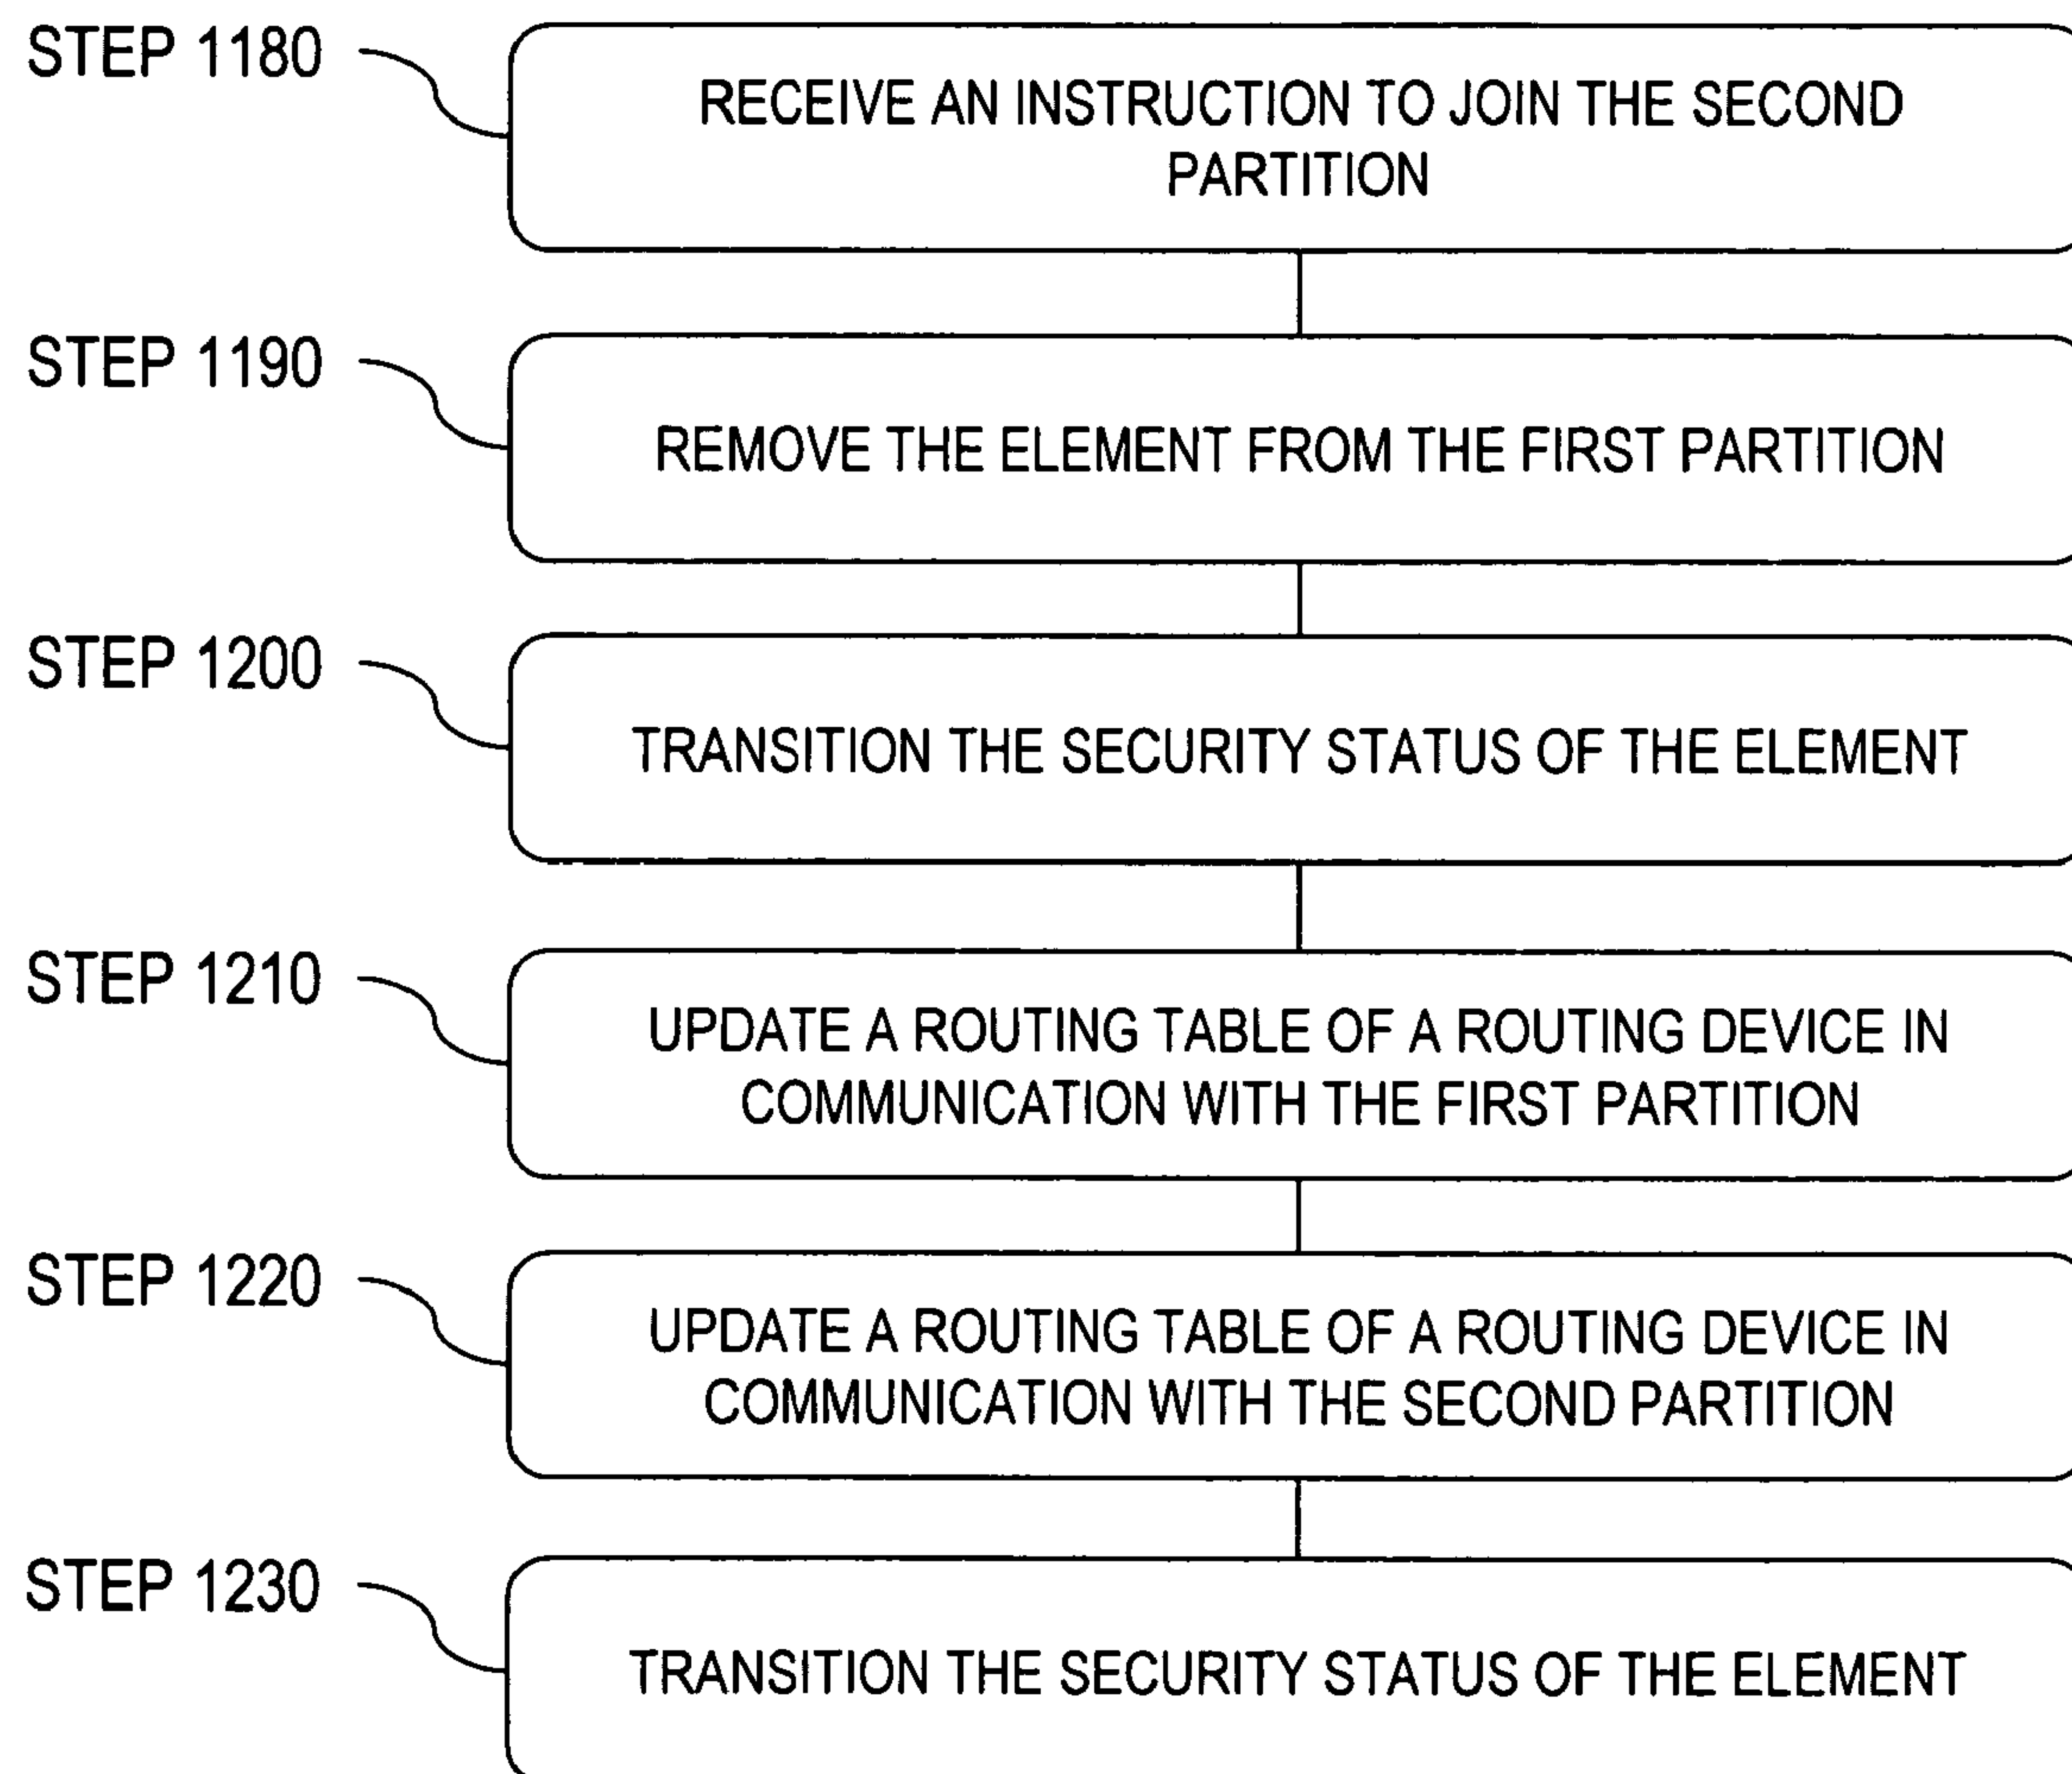 STEP 1180
RECEIVE AN INSTRUCTION TO JOIN THE SECOND
PARTITION
STEP 1190
REMOVE THE ELEMENT FROM THE FIRST PARTITION
STEP 1200
TRANSITION THE SECURITY STATUS OF THE ELEMENT
STEP 1210
UPDATE A ROUTING TABLE OF A ROUTING DEVICE IN
COMMUNICATION WITH THE FIRST PARTITION
STEP 1220
UPDATE A ROUTING TABLE OF A ROUTING DEVICE IN
COMMUNICATION WITH THE SECOND PARTITION
STEP 1230
TRANSITION THE SECURITY STATUS OF THE ELEMENT